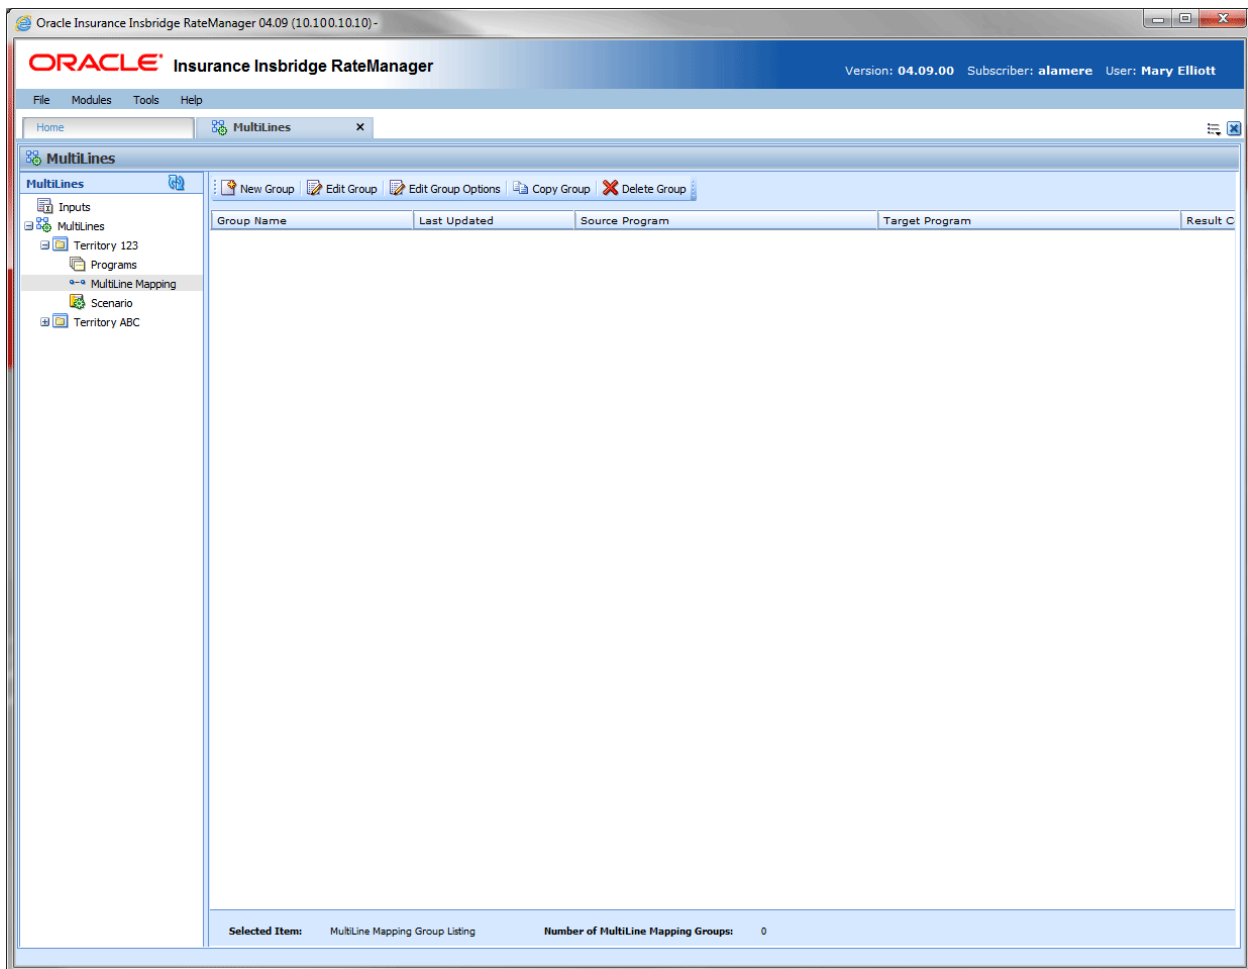 Oracle Insurance Insbridge RateManager 04.09 (10.100.10.10) -
ORACLE Insurance Insbridge RateManager
Version: 04.09.00 Subscriber: alamere User: Mary Elliott
File Modules Tools Help
Home MultiLines
MultiLines
MultiLines
New Group Edit Group Edit Group Options Copy Group Delete Group
Group Name Last Updated Source Program Target Program Result C
Inputs
MultiLines
Territory 123
Programs
MultiLine Mapping
Scenario
Territory ABC
Selected Item: MultiLine Mapping Group Listing Number of MultiLine Mapping Groups: 0